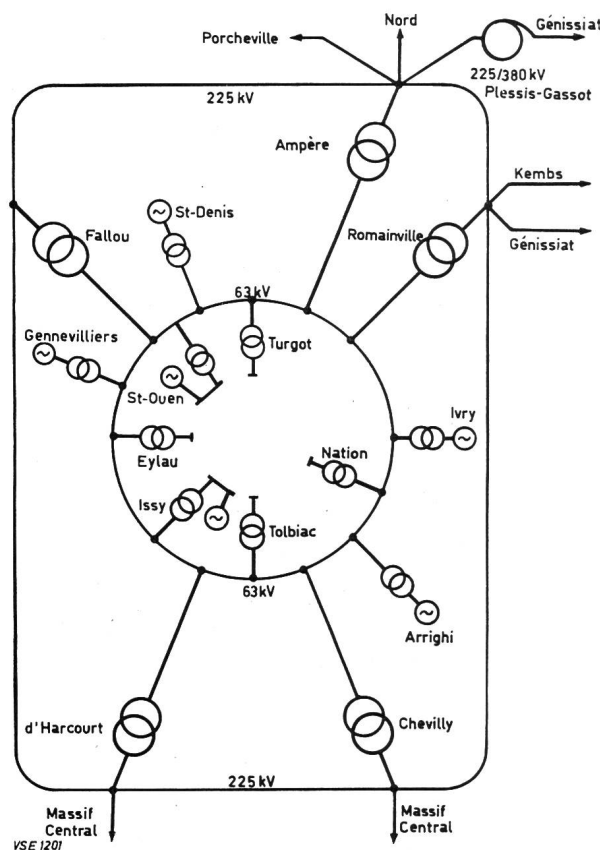 Nord
Porcheville
Génissiat
225/380 kV
Plessis-Gassot
225 kV
Ampère
Kembs
St-Denis
Fallou
Romainville
Génissiat
63 kV
Gennevilliers
Turgot
St-Ouen
Ivry
Eylau
Nation
Issy
Tolbiac
63 kV
Arrighi
d'Harcourt
Chevilly
225 kV
Massif
Central
Massif
Central
VSE 1201